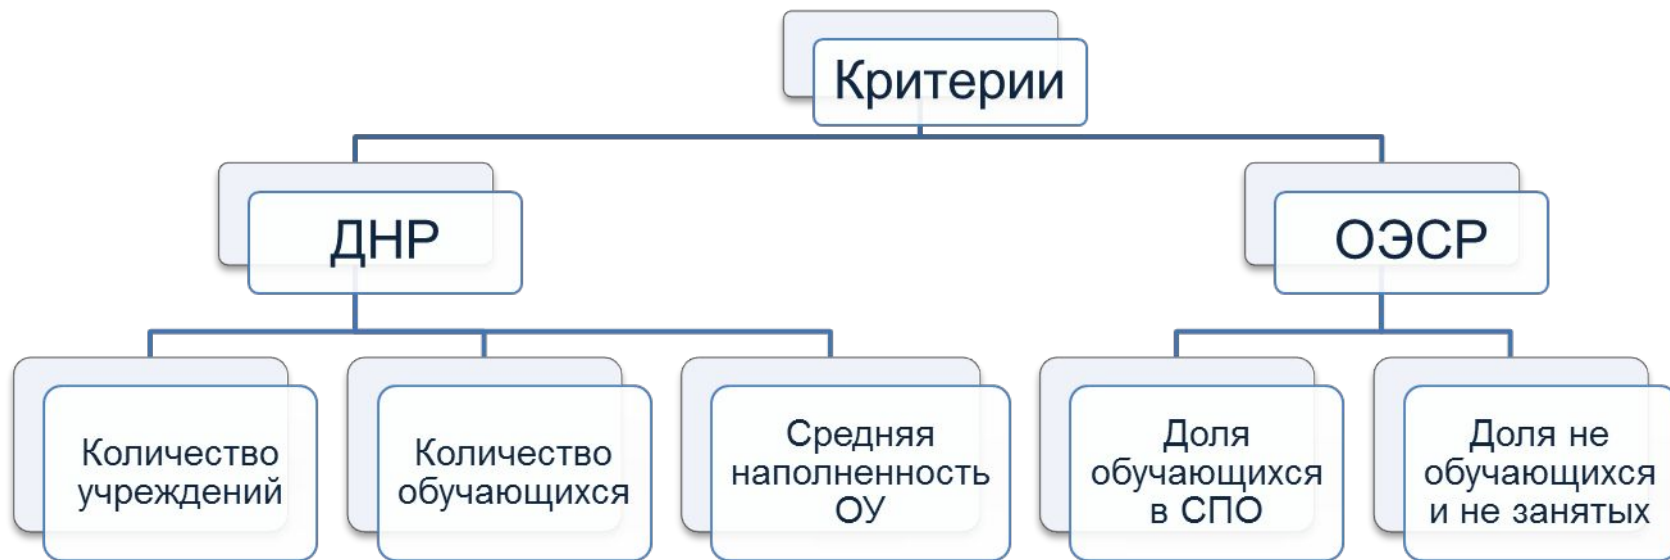 Критерии
ДНР
ОЭСР
Количество
учреждений
Количество
обучающихся
Средняя
наполненность
ОУ
Доля
обучающихся
в СПО
Доля не
обучающихся
и не занятых